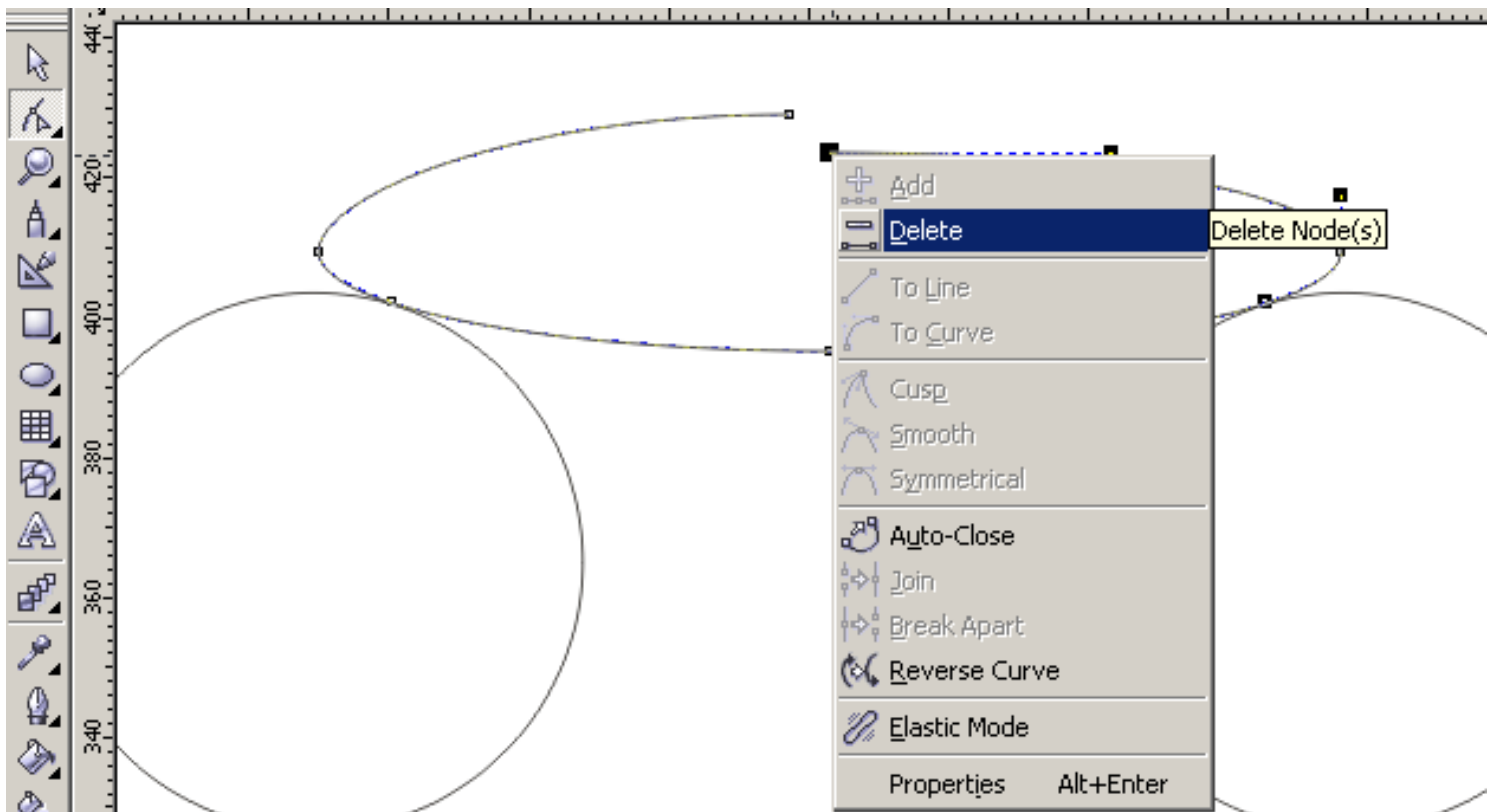 440
420
400
380
360
340
Add
Delete
Delete Node(s)
To Line
To Curve
Cusp
Smooth
Symmetrical
Auto-Close
Join
Break Apart
Reverse Curve
Elastic Mode
Properties Alt+Enter